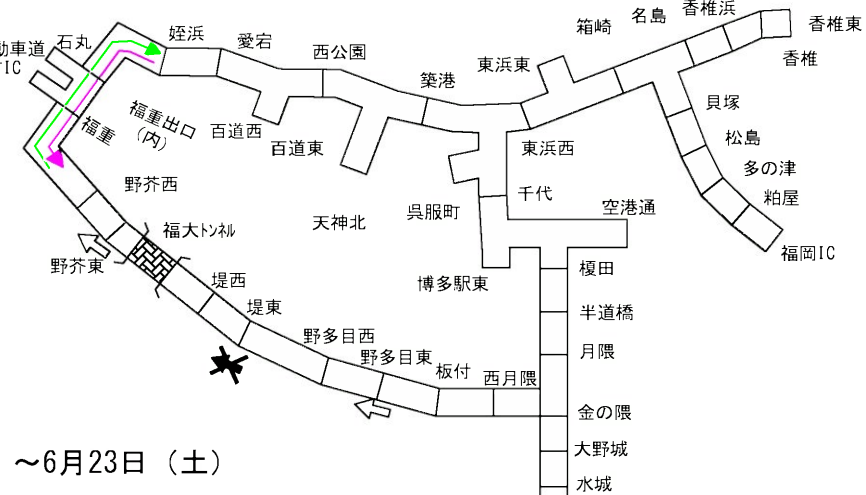 香椎浜
名島
箱崎
香椎東
動車道
石丸
姪浜
愛宕
西公園
東浜東
香椎
IC
築港
貝塚
福重出口
(内)
福重
百道西
百道東
東浜西
松島
多の津
野芥西
千代
粕屋
呉服町
空港通
天神北
福大トンネル
福岡IC
野芥東
榎田
堤西
博多駅東
堤東
半道橋
野多目西
月隈
野多目東
板付
西月隈
金の隈
大野城
～6月23日 (土)
水城